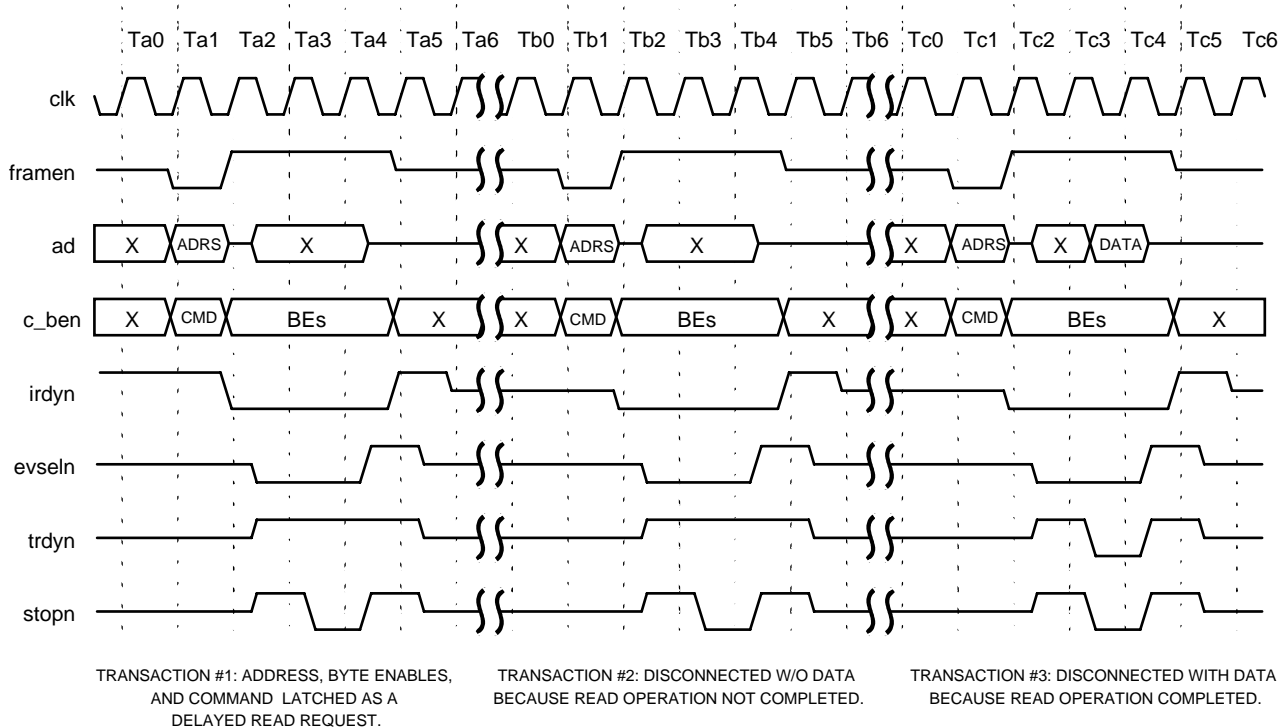 Ta0 Ta1 Ta2 Ta3 Ta4 Ta5 Ta6 Tb0 Tb1 Tb2 Tb3 Tb4 Tb5 Tb6 Tc0 Tc1 Tc2 Tc3 Tc4 Tc5 Tc6
clk
framen
ad X ADRS X X ADRS X X ADRS X DATA
c_ben X CMD BEs X X CMD BEs X X CMD BEs X
irdyn
evseln
trdyn
stopn
TRANSACTION #1: ADDRESS, BYTE ENABLES,
AND COMMAND LATCHED AS A
DELAYED READ REQUEST.
TRANSACTION #2: DISCONNECTED W/O DATA
BECAUSE READ OPERATION NOT COMPLETED.
TRANSACTION #3: DISCONNECTED WITH DATA
BECAUSE READ OPERATION COMPLETED.